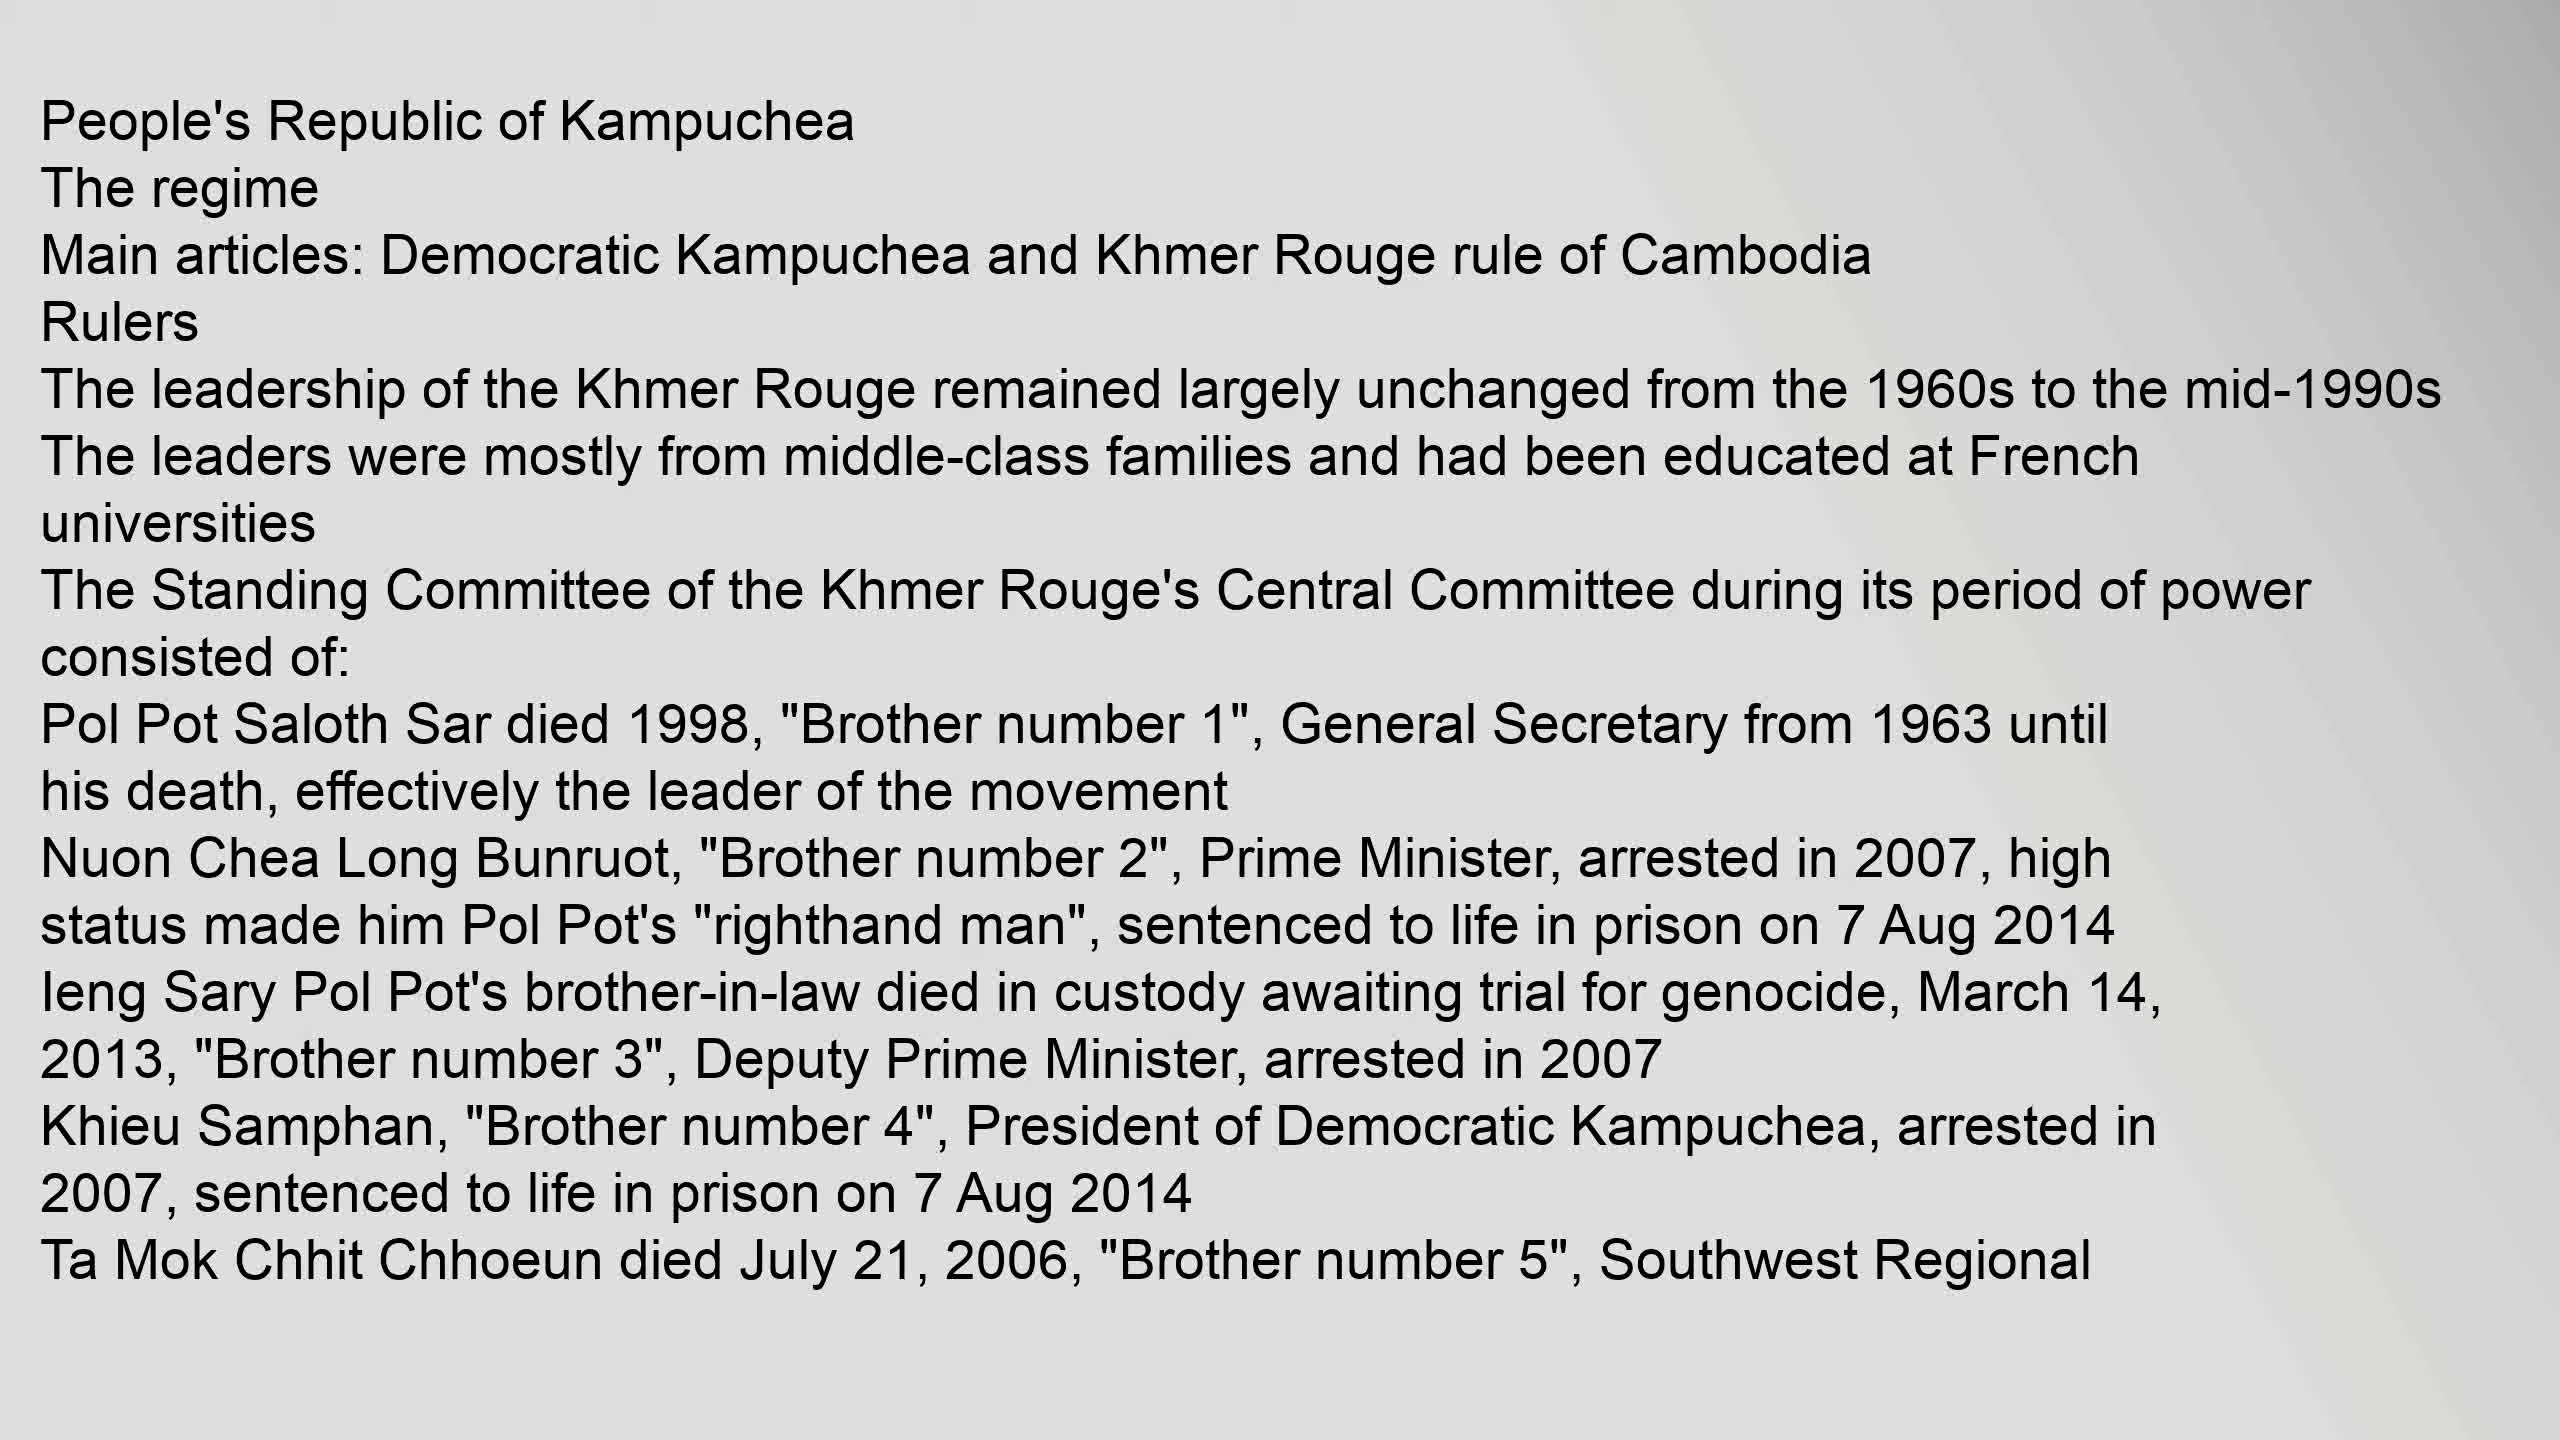 People's Republic of Kampuchea
The regime
Main articles: Democratic Kampuchea and Khmer Rouge rule of Cambodia
Rulers
The leadership of the Khmer Rouge remained largely unchanged from the 1960s to the mid-1990s
The leaders were mostly from middle-class families and had been educated at French
universities
The Standing Committee of the Khmer Rouge's Central Committee during its period of power
consisted of:
Pol Pot Saloth Sar died 1998, "Brother number 1", General Secretary from 1963 until
his death, effectively the leader of the movement
Nuon Chea Long Bunruot, "Brother number 2", Prime Minister, arrested in 2007, high
status made him Pol Pot's "righthand man", sentenced to life in prison on 7 Aug 2014
Ieng Sary Pol Pot's brother-in-law died in custody awaiting trial for genocide, March 14,
2013, "Brother number 3", Deputy Prime Minister, arrested in 2007
Khieu Samphan, "Brother number 4", President of Democratic Kampuchea, arrested in
2007, sentenced to life in prison on 7 Aug 2014
Ta Mok Chhit Chhoeun died July 21, 2006, "Brother number 5", Southwest Regional